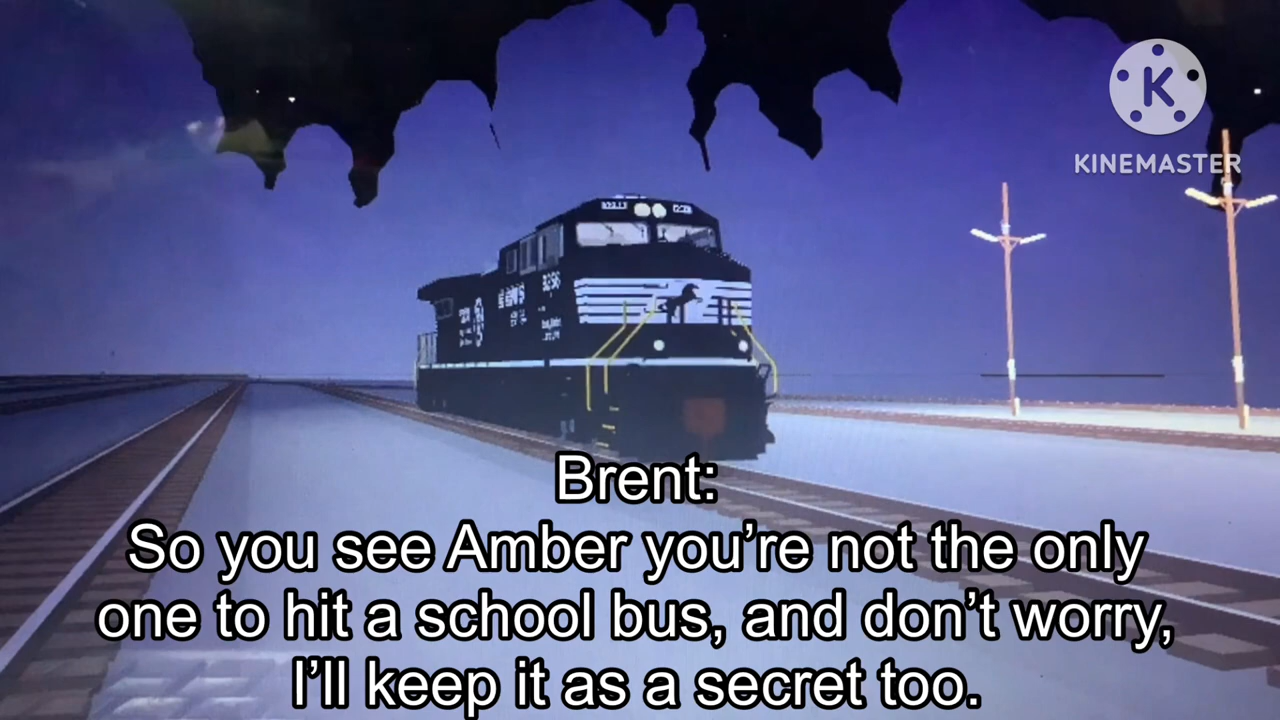 K
KINEMASTER
Brent:
So you see Amber you’re not the only
one to hit a school bus, and don’t worry,
I’ll keep it as a secret too.